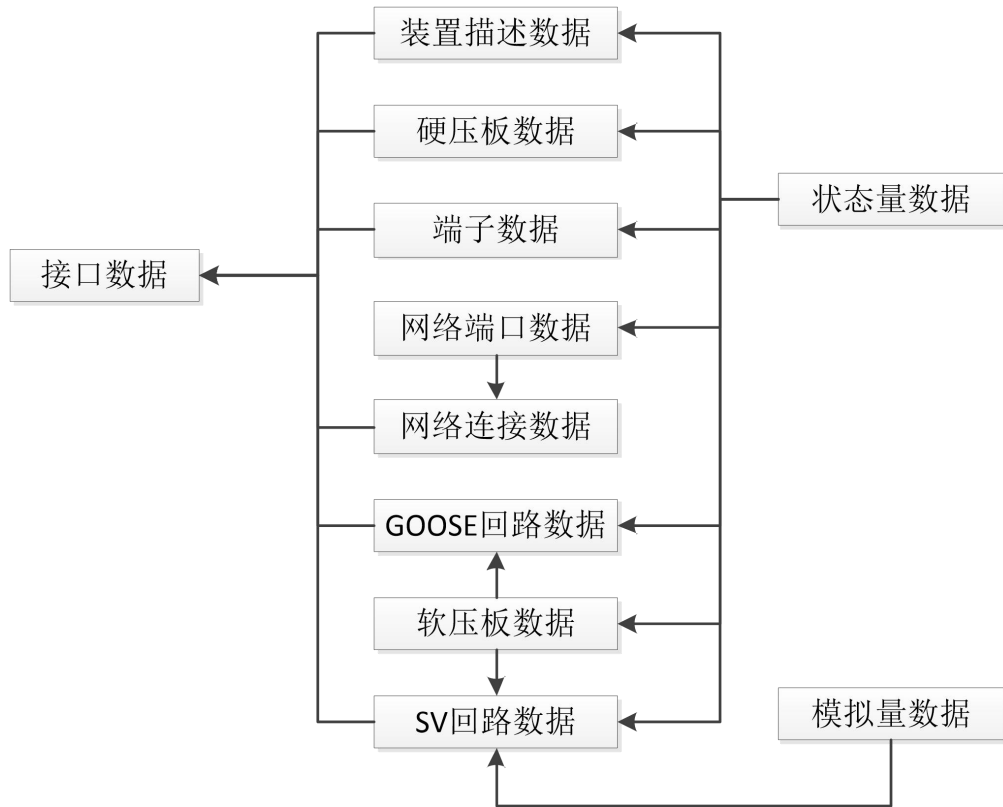 装置描述数据
硬压板数据
状态量数据
端子数据
接口数据
网络端口数据
网络连接数据
GOOSE回路数据
软压板数据
SV回路数据
模拟量数据